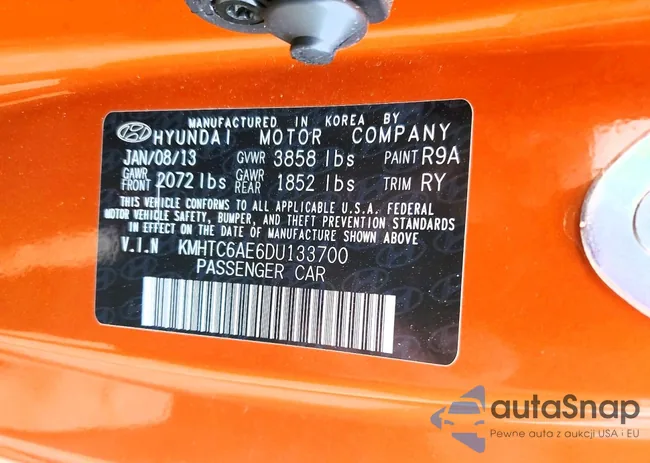 MANUFACTURED IN KOREA BY
HYUNDAI MOTOR COMPANY
JAN/08/13 GVWR 3858 lbs PAINT R9A
GAWR FRONT 2072 lbs GAWR REAR 1852 lbs TRIM RY
THIS VEHICLE CONFORMS TO ALL APPLICABLE U.S.A. FEDERAL
MOTOR VEHICLE SAFETY, BUMPER, AND THEFT PREVENTION STANDARDS
IN EFFECT ON THE DATE OF MANUFACTURE SHOWN ABOVE
V.I.N KMHTC6AE6DU133700
PASSENGER CAR
autaSnap
Pewne auta z aukcji USA i EU